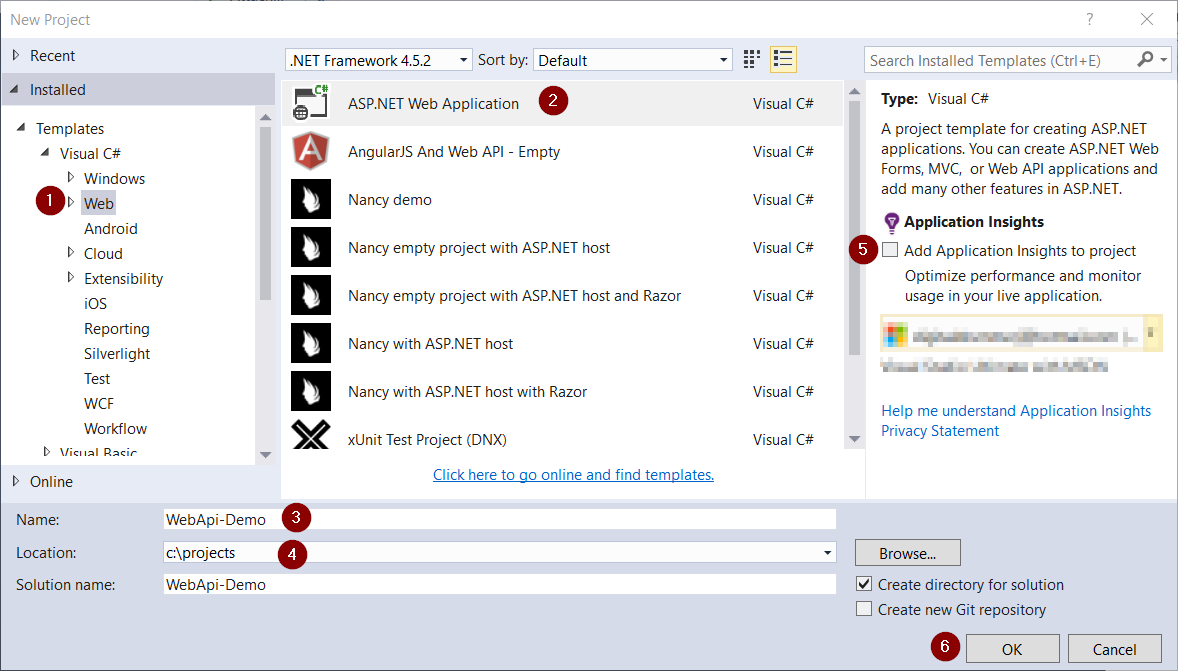 New Project
?
Recent
.NET Framework 4.5.2
Sort by:
Default
Search Installed Templates (Ctrl+E)
Installed
Templates
Visual C#
Windows
1
Web
Android
Cloud
Extensibility
iOS
Reporting
Silverlight
Test
WCF
Workflow
Visual Basic
Online
C#
ASP.NET Web Application
2
Visual C#
A
AngularJS And Web API - Empty
Visual C#
Nancy demo
Visual C#
Nancy empty project with ASP.NET host
Visual C#
Nancy empty project with ASP.NET host and Razor
Visual C#
Nancy with ASP.NET host
Visual C#
Nancy with ASP.NET host with Razor
Visual C#
xUnit Test Project (DNX)
Visual C#
Click here to go online and find templates.
Type: Visual C#
A project template for creating ASP.NET
applications. You can create ASP.NET Web
Forms, MVC,  or Web API applications and
add many other features in ASP.NET.
Application Insights
5
Add Application Insights to project
Optimize performance and monitor
usage in your live application.
Help me understand Application Insights
Privacy Statement
Name:
WebApi-Demo
3
Location:
c:\projects
4
Browse...
Solution name:
WebApi-Demo
Create directory for solution
Create new Git repository
6
OK
Cancel